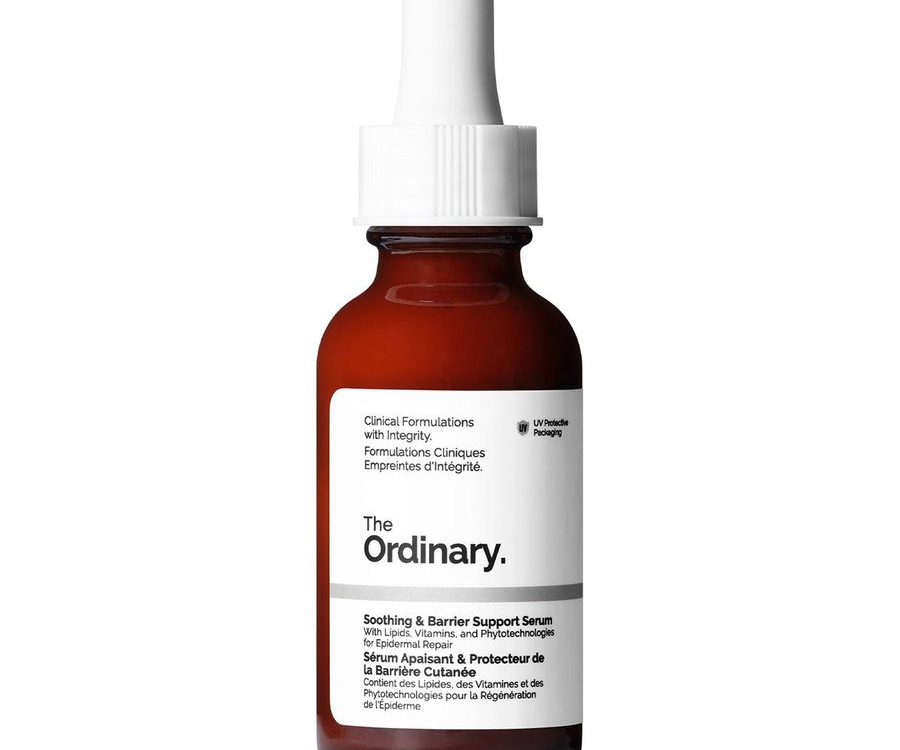 Clinical Formulations
with Integrity.
Formulations Cliniques
Empreintes d'Intégrité.
UV
UV Protective
Packaging
The
Ordinary.
Soothing & Barrier Support Serum
With Lipids, Vitamins, and Phytotechnologies
for Epidermal Repair
Sérum Apaisant & Protecteur de
la Barrière Cutanée
Contient des Lipides, des Vitamines et des
Phytotechnologies pour la Régénération
de l'Épiderme